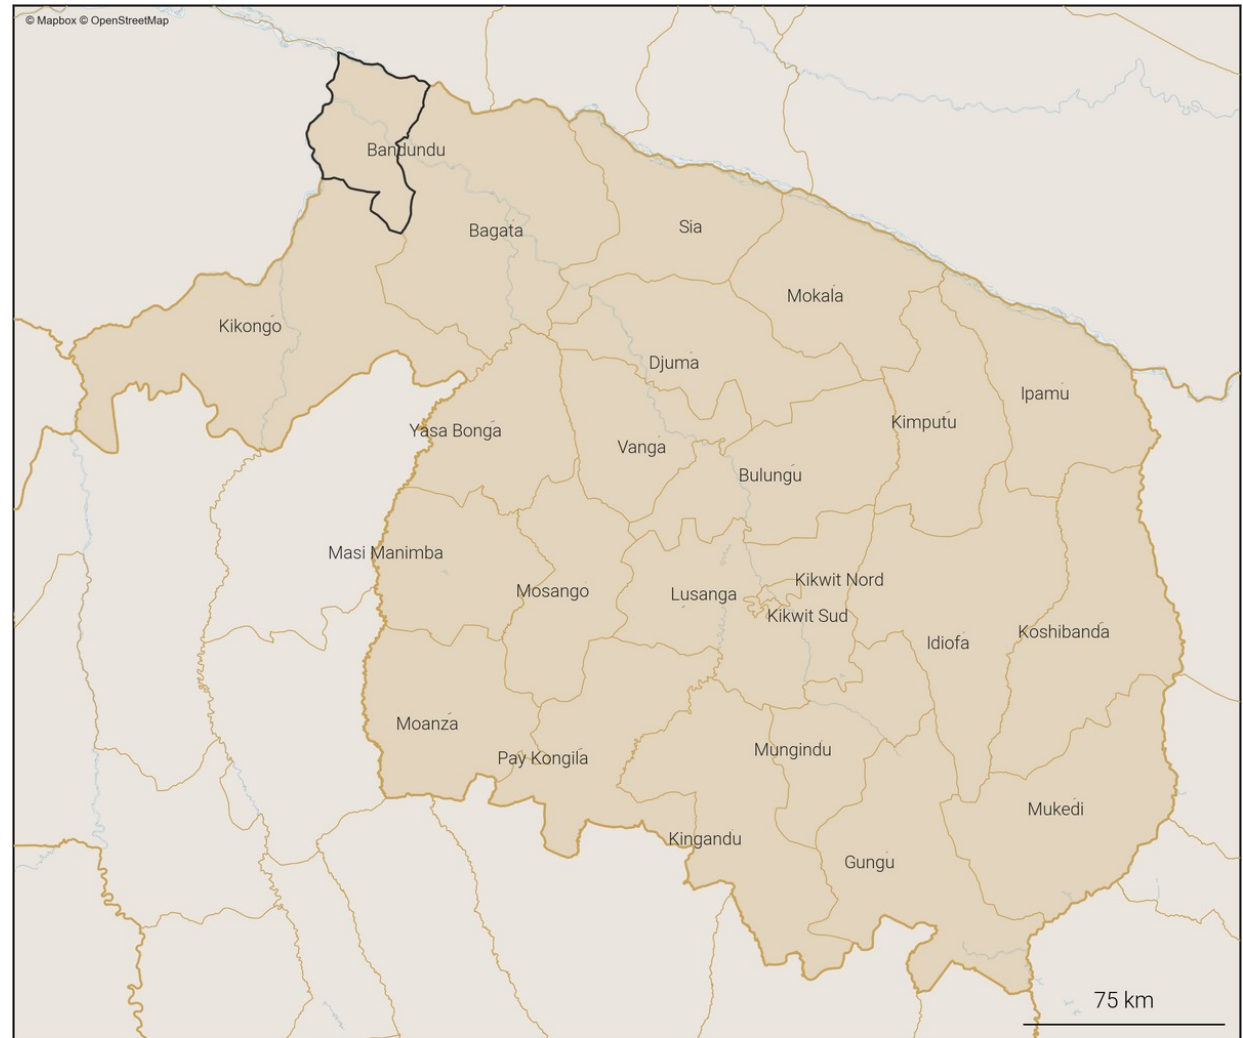 © Mapbox © OpenStreetMap
Bandundu
Bagata
Sia
Mokala
Kikongo
Djuma
Ipamu
Kimputu
Yasa Bonga
Vanga
Bulungu
Masi Manimba
Kikwit Nord
Mosango
Lusanga
Kikwit Sud
Koshibanda
Idiofa
Moanza
Mungindu
Pay Kongila
Mukedi
Kingandu
Gungu
75 km